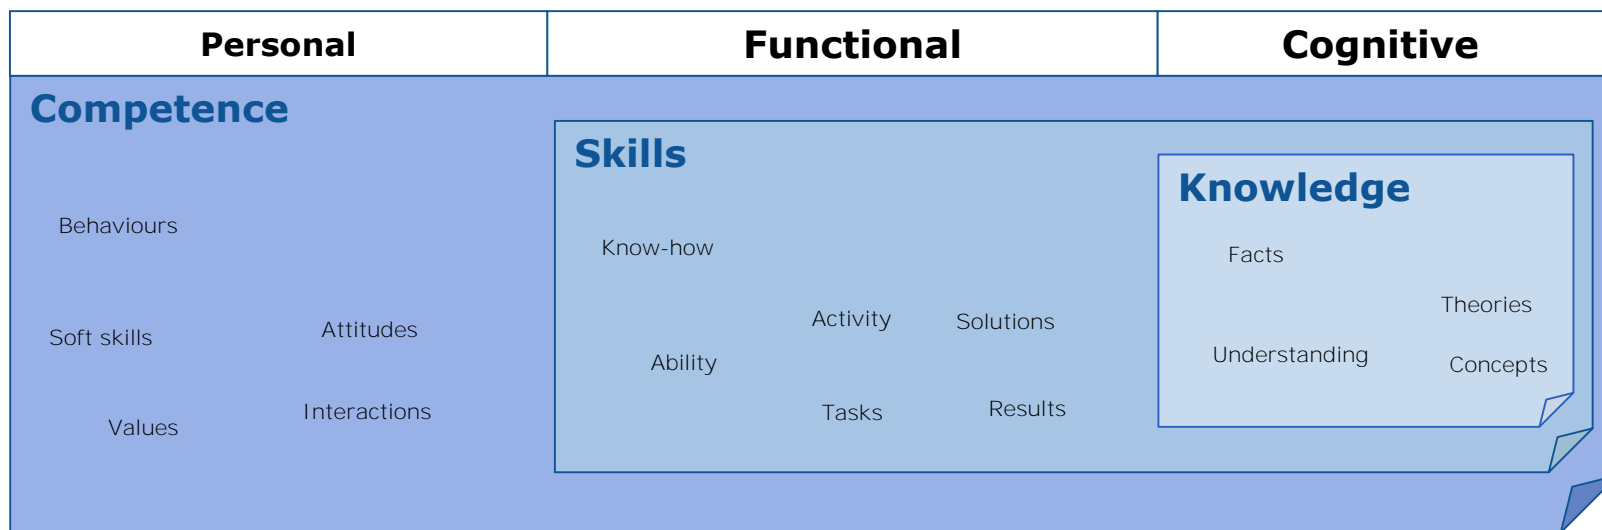 Personal
Functional
Cognitive
Competence
Behaviours
Soft skills
Attitudes
Values
Interactions
Skills
Know-how
Activity
Solutions
Ability
Tasks
Results
Knowledge
Facts
Theories
Understanding
Concepts